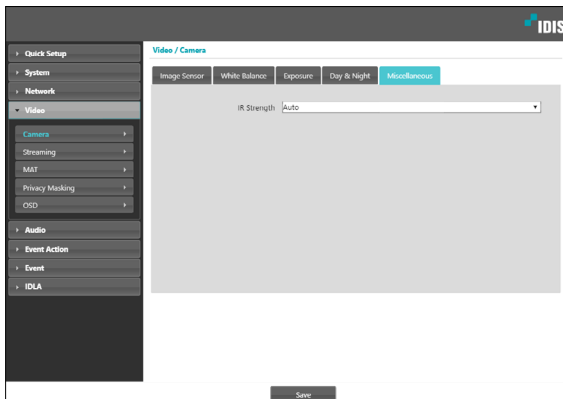 IDIS
Quick Setup
System
Network
Video
Camera
Streaming
MAT
Privacy Masking
OSD
Audio
Event Action
Event
IDLA
Video / Camera
Image Sensor White Balance Exposure Day & Night Miscellaneous
IR Strength Auto
Save